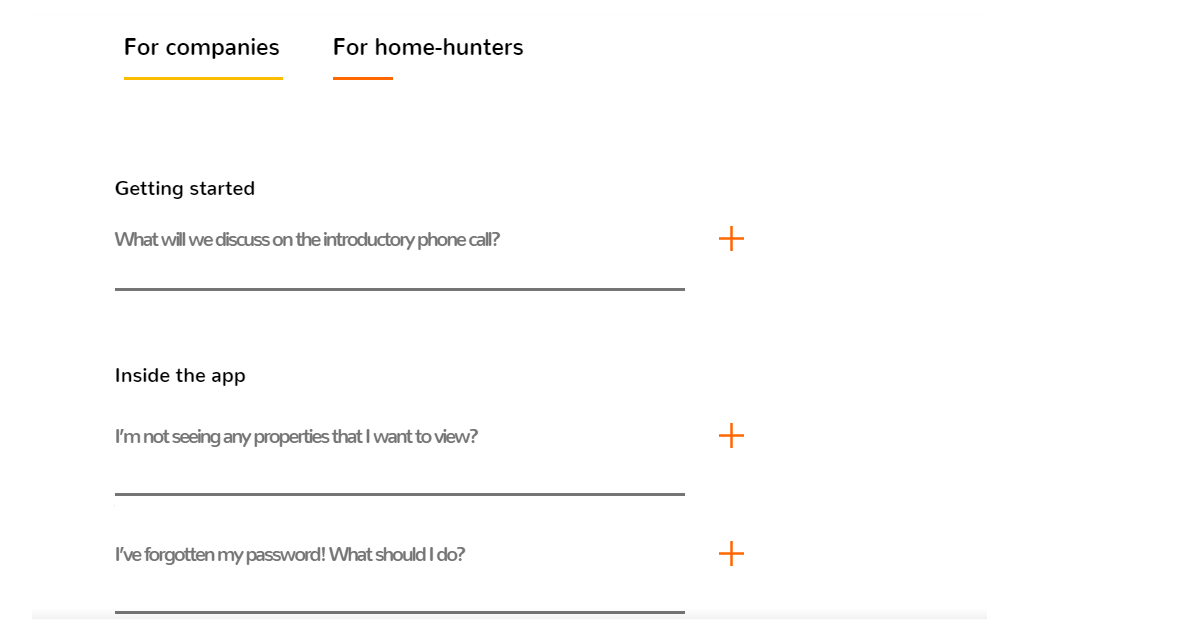 For companies For home-hunters
Getting started
What will we discuss on the introductory phone call?
Inside the app
I’m not seeing any properties that I want to view?
I’ve forgotten my password! What should I do?